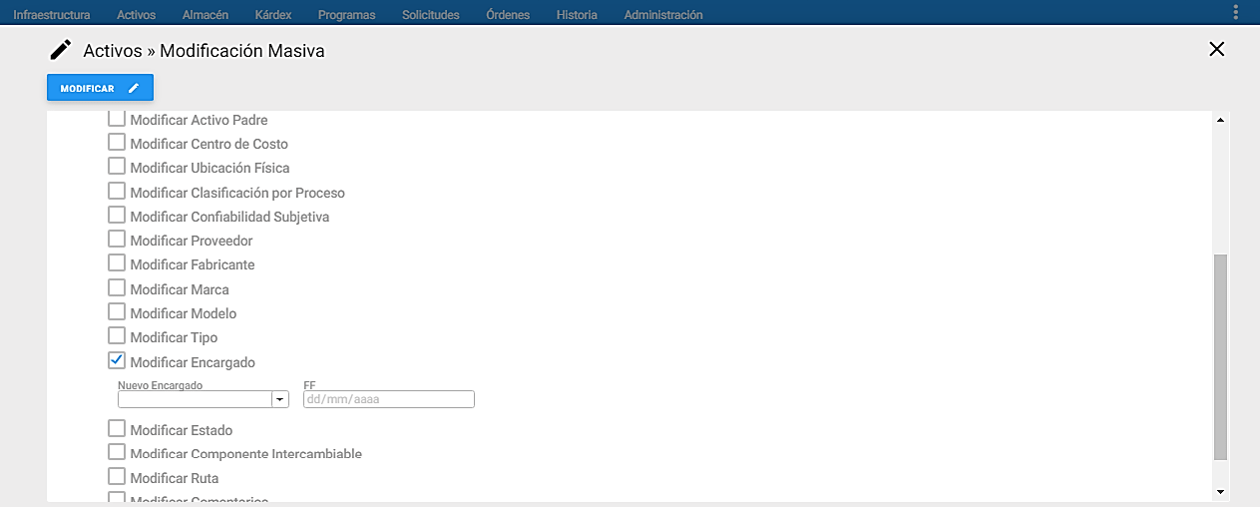 Infraestructura Activos Almacén Kárdex Programas Solicitudes Órdenes Historia Administración
Activos » Modificación Masiva
MODIFICAR
Modificar Activo Padre
Modificar Centro de Costo
Modificar Ubicación Física
Modificar Clasificación por Proceso
Modificar Confiabilidad Subjetiva
Modificar Proveedor
Modificar Fabricante
Modificar Marca
Modificar Modelo
Modificar Tipo
Modificar Encargado
Nuevo Encargado FF
dd/mm/aaaa
Modificar Estado
Modificar Componente Intercambiable
Modificar Ruta
Modificar Comentarios